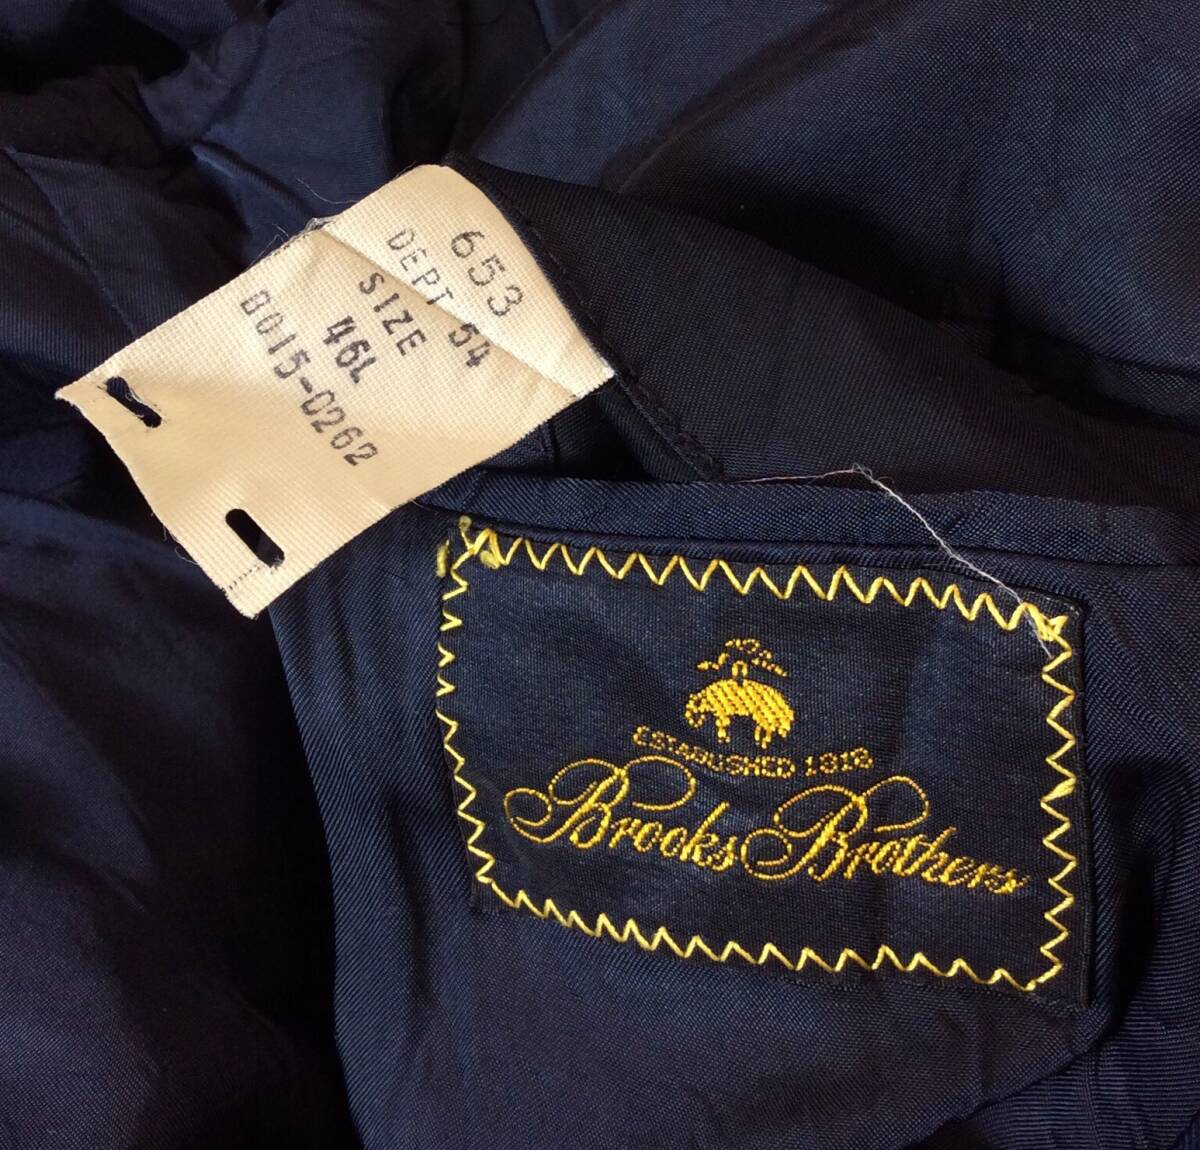 653
DEPT 54
SIZE
46L
B015-0262
ESTABLISHED 1818
Brooks Brothers